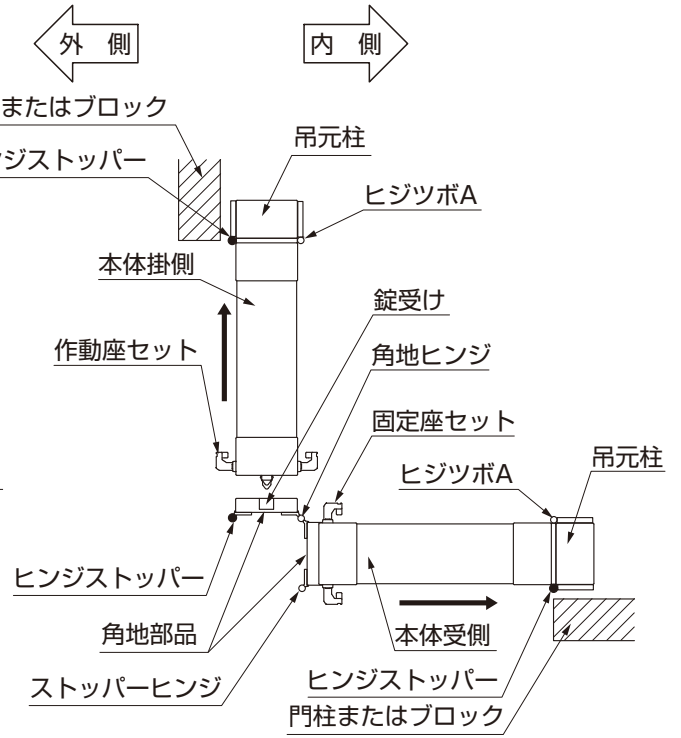 外側
内側
またはブロック
ンジストッパー
吊元柱
ヒジツボA
本体掛側
錠受け
作動座セット
角地ヒンジ
固定座セット
ヒジツボA
吊元柱
ヒンジストッパー
角地部品
本体受側
ストッパーヒンジ
ヒンジストッパー
門柱またはブロック